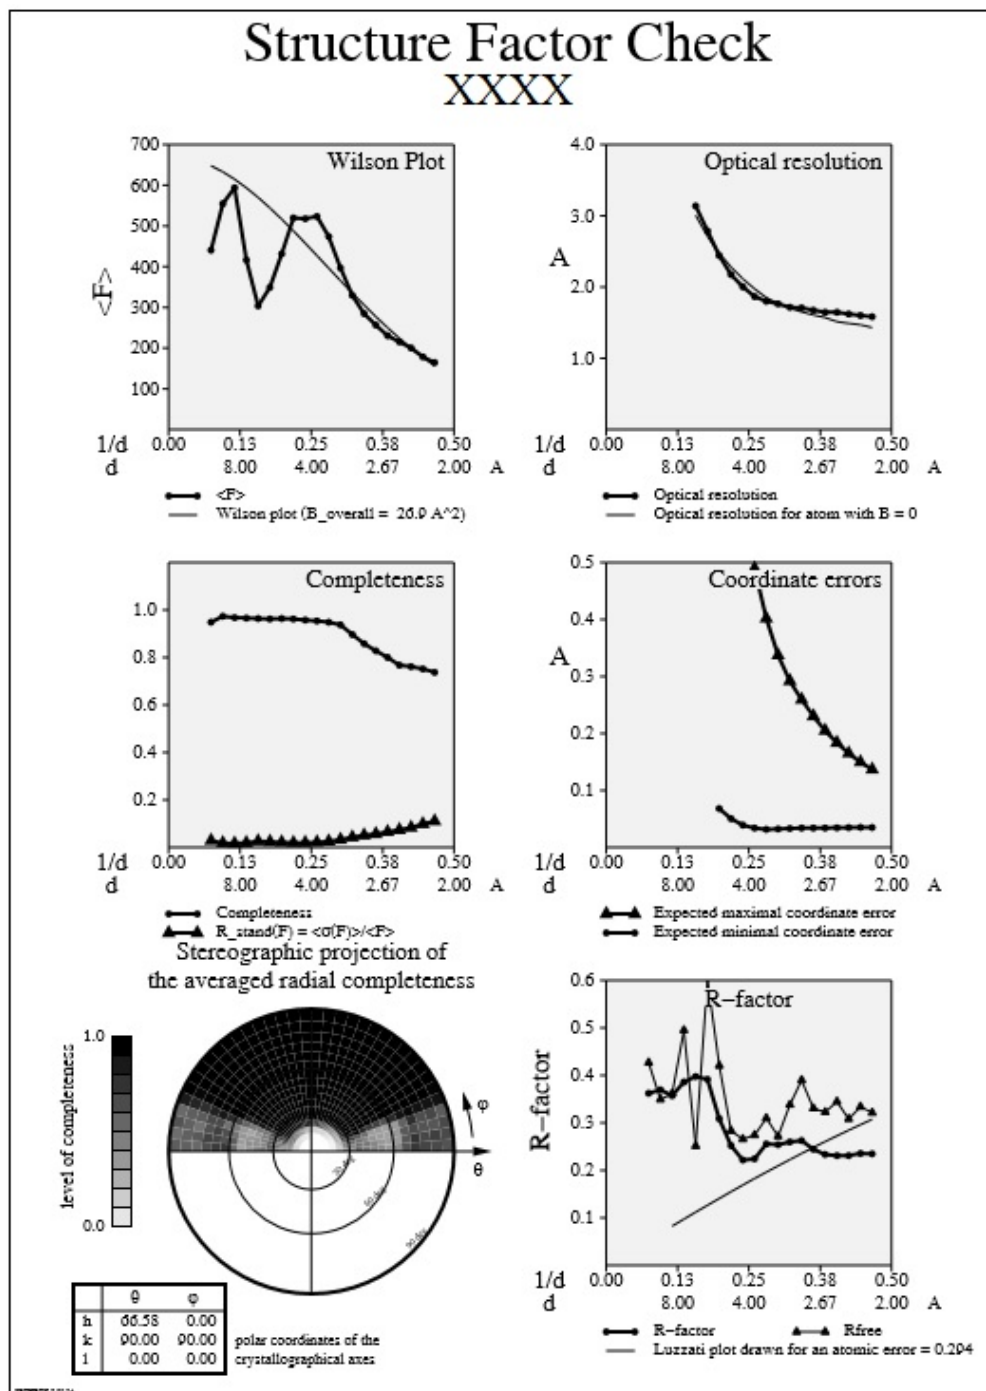 Structure Factor Check
XXXX
Wilson Plot
<F>
700
600
500
400
300
200
100
1/d 0.00 0.13 0.25 0.38 0.50
d 8.00 4.00 2.67 2.00 A
<F>
Wilson plot (B_overall = 26.9 A^2)
Optical resolution
A
4.0
3.0
2.0
1.0
1/d 0.00 0.13 0.25 0.38 0.50
d 8.00 4.00 2.67 2.00 A
Optical resolution
Optical resolution for atom with B = 0
Completeness
1.0
0.8
0.6
0.4
0.2
1/d 0.00 0.13 0.25 0.38 0.50
d 8.00 4.00 2.67 2.00 A
Completeness
R_stand(F) = <σ(F)>/<F>
Coordinate errors
A
0.5
0.4
0.3
0.2
0.1
1/d 0.00 0.13 0.25 0.38 0.50
d 8.00 4.00 2.67 2.00 A
Expected maximal coordinate error
Expected minimal coordinate error
Stereographic projection of
the averaged radial completeness
level of completeness
1.0
0.0
φ
θ
30 deg
60 deg
90 deg
θ φ
h 66.58 0.00
k 90.00 90.00
l 0.00 0.00
polar coordinates of the
crystallographical axes
R-factor
R-factor
0.6
0.5
0.4
0.3
0.2
0.1
1/d 0.00 0.13 0.25 0.38 0.50
d 8.00 4.00 2.67 2.00 A
R-factor Rfree
Luzzati plot drawn for an atomic error = 0.294